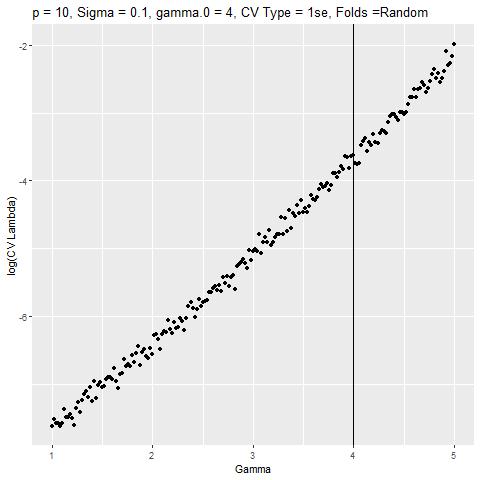 p = 10, Sigma = 0.1, gamma.0 = 4, CV Type = 1se, Folds =Random
-2
-4
-6
log(CV Lambda)
1 2 3 4 5
Gamma